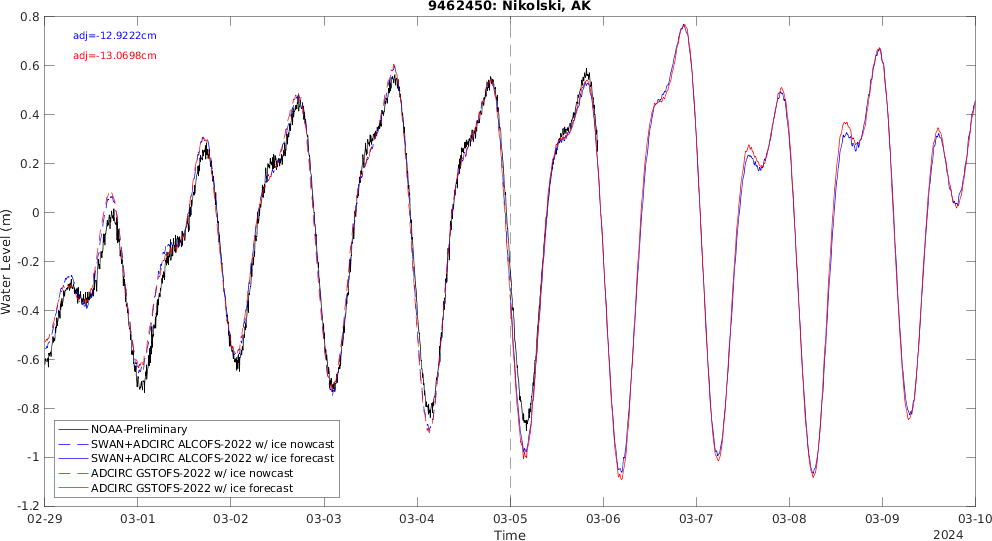 9462450: Nikolski, AK
adj=-12.9222cm
adj=-13.0698cm
Water Level (m)
0.8
0.6
0.4
0.2
0
-0.2
-0.4
-0.6
-0.8
-1
-1.2
NOAA-Preliminary
SWAN+ADCIRC ALCOFS-2022 w/ ice nowcast
SWAN+ADCIRC ALCOFS-2022 w/ ice forecast
ADCIRC GSTOFS-2022 w/ ice nowcast
ADCIRC GSTOFS-2022 w/ ice forecast
02-29 03-01 03-02 03-03 03-04 03-05 03-06 03-07 03-08 03-09 03-10
Time
2024